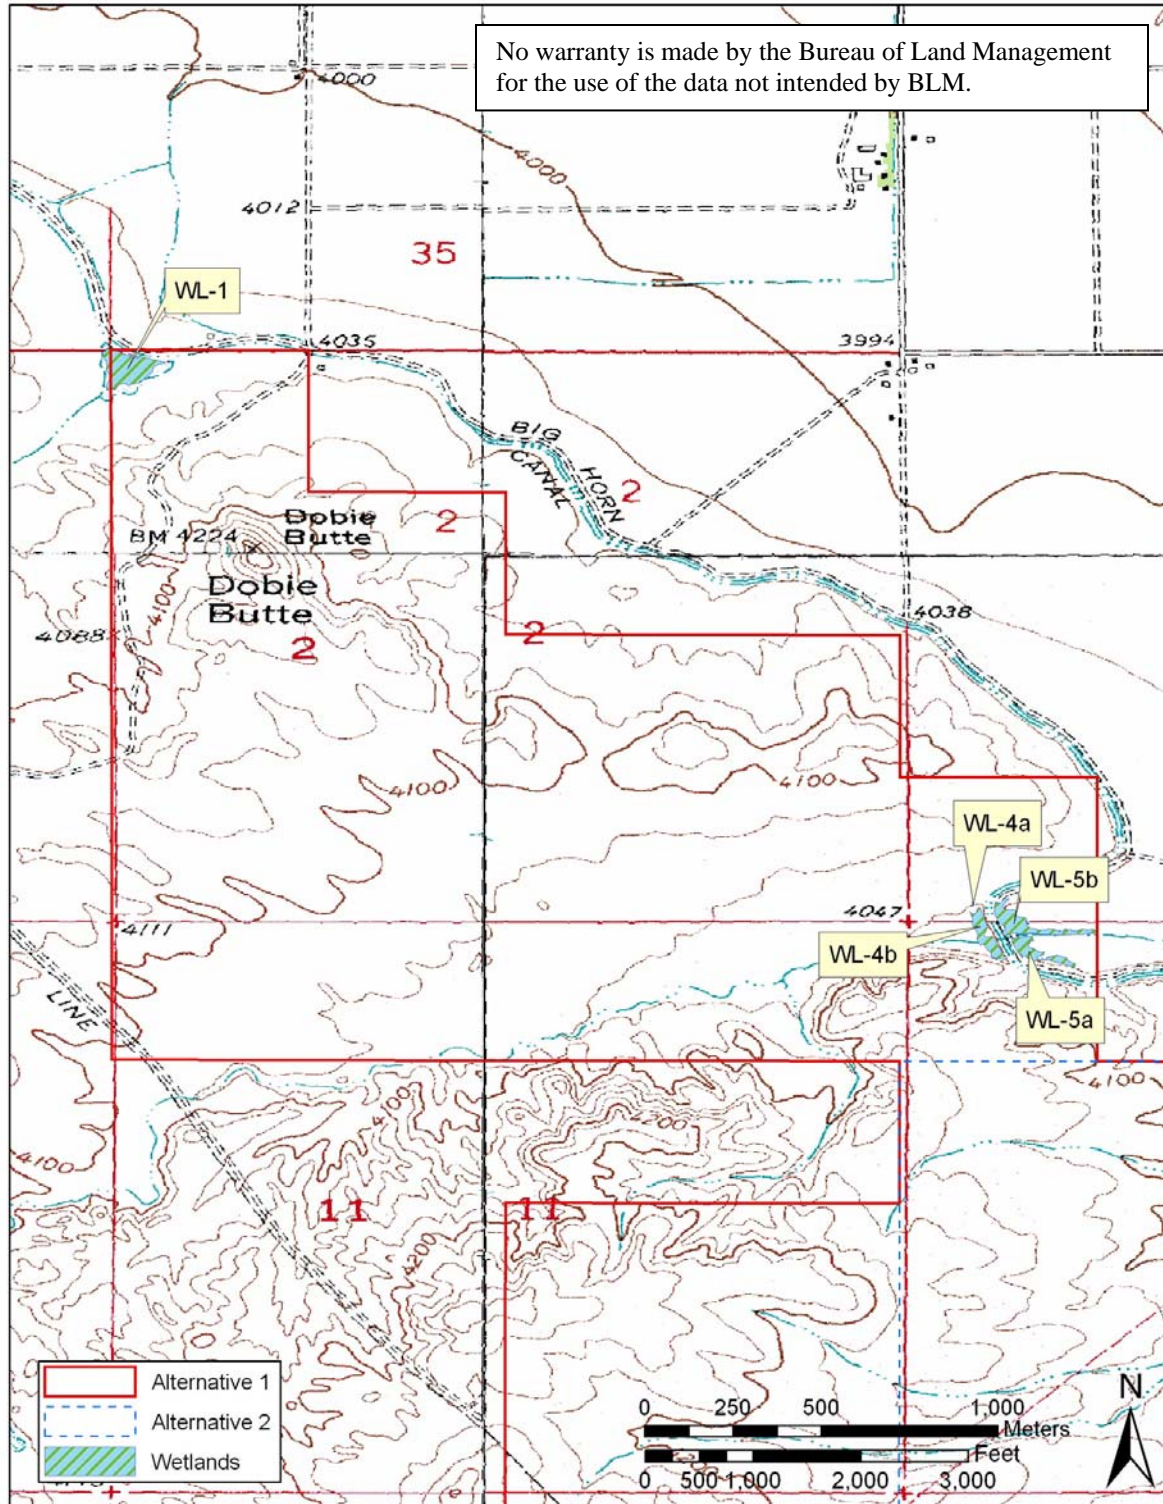 No warranty is made by the Bureau of Land Management
for the use of the data not intended by BLM.
4000
4000
4012
35
WL-1
4035
3994
BIG HORN
CANAL
2
2
Dobie
Butte
BM 4224
Dobie
Butte
4100
2
2
4088
4038
4100
4100
WL-4a
WL-5b
4047
4111
WL-4b
LINE
WL-5a
4100
4100
4200
4100
11
11
4200
Alternative 1
Alternative 2
Wetlands
N
0 250 500 1,000
Meters
Feet
0 500 1,000 2,000 3,000